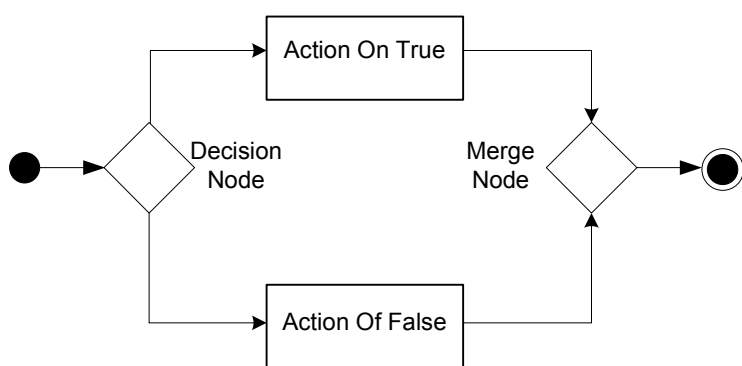 Action On True
Decision
Node
Merge
Node
Action Of False